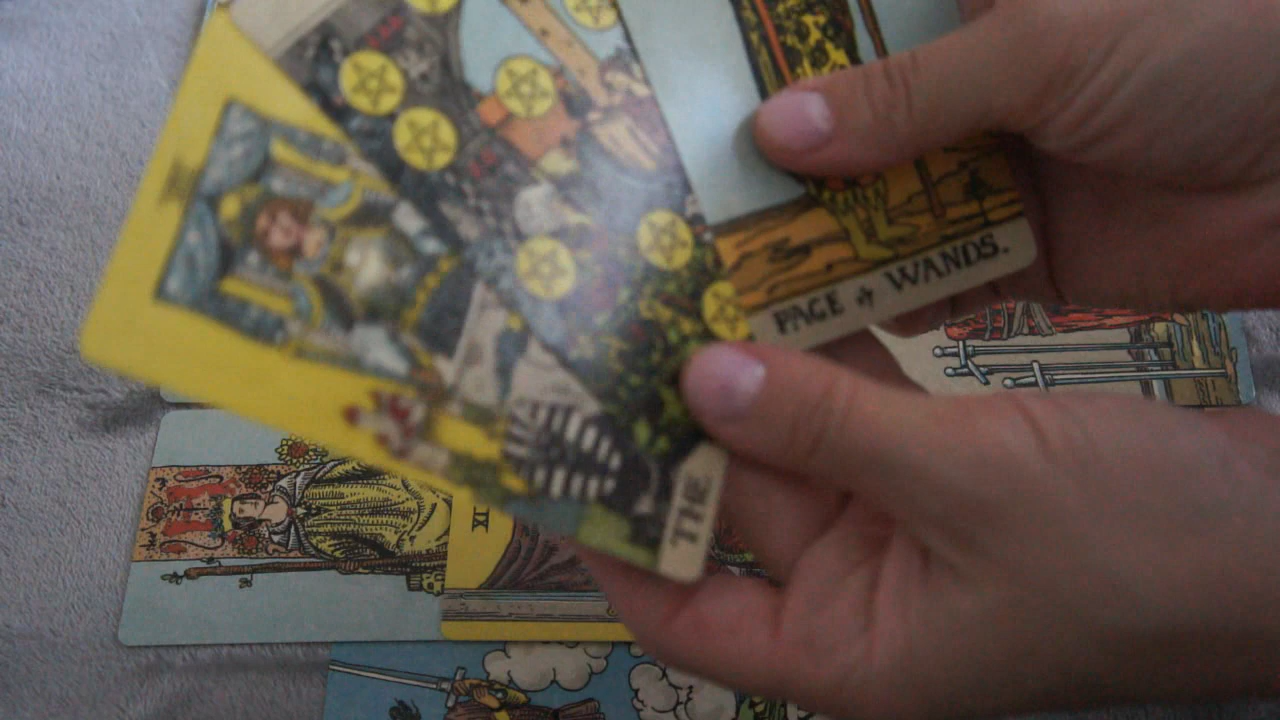 PAGE of WANDS.
THE
IX